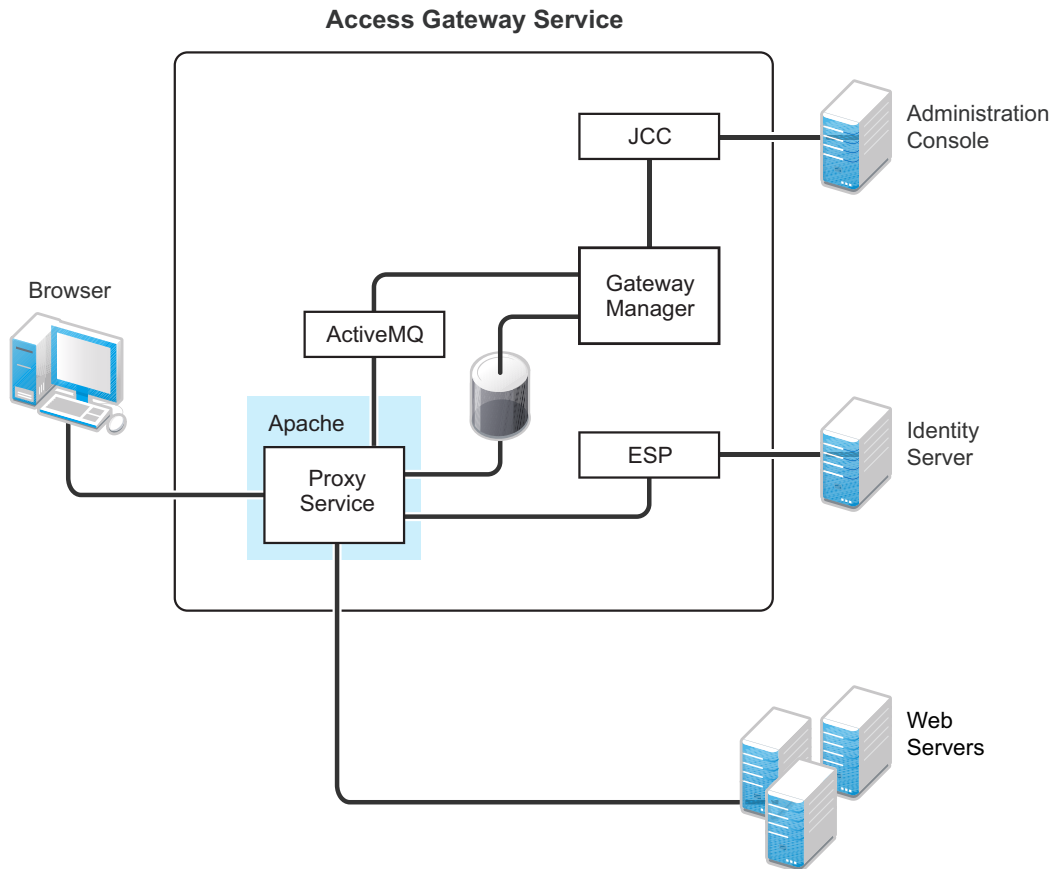 Access Gateway Service
JCC
Administration
Console
Gateway
Manager
Browser
ActiveMQ
Apache
Proxy
Service
ESP
Identity
Server
Web
Servers